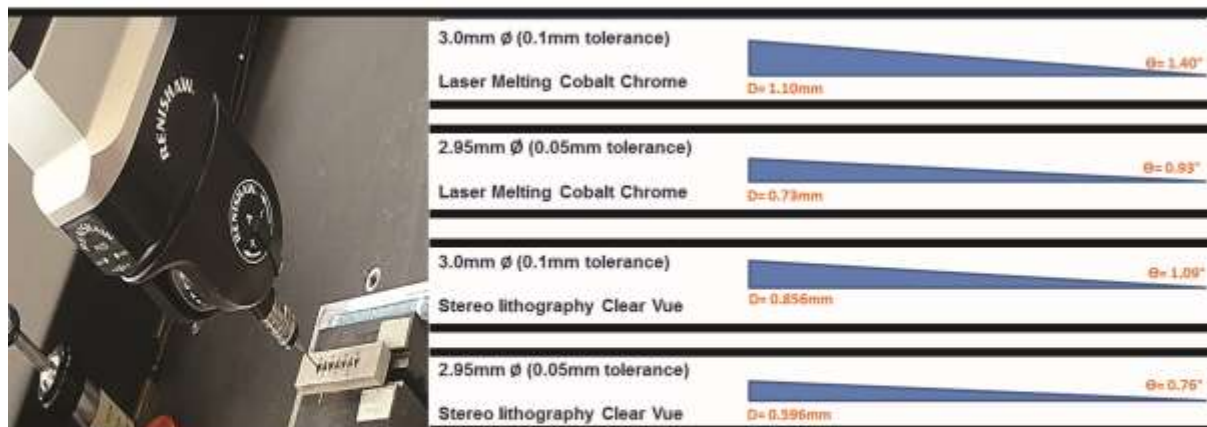 RENISHAW
RENISHAW
3.0mm ø (0.1mm tolerance)
Laser Melting Cobalt Chrome
Θ= 1.40°
D= 1.10mm
2.95mm Ø (0.05mm tolerance)
Laser Melting Cobalt Chrome
Θ= 0.93°
D= 0.73mm
3.0mm ø (0.1mm tolerance)
Stereo lithography Clear Vue
Θ= 1.09°
D= 0.856mm
2.95mm Ø (0.05mm tolerance)
Stereo lithography Clear Vue
Θ= 0.76°
D= 0.596mm